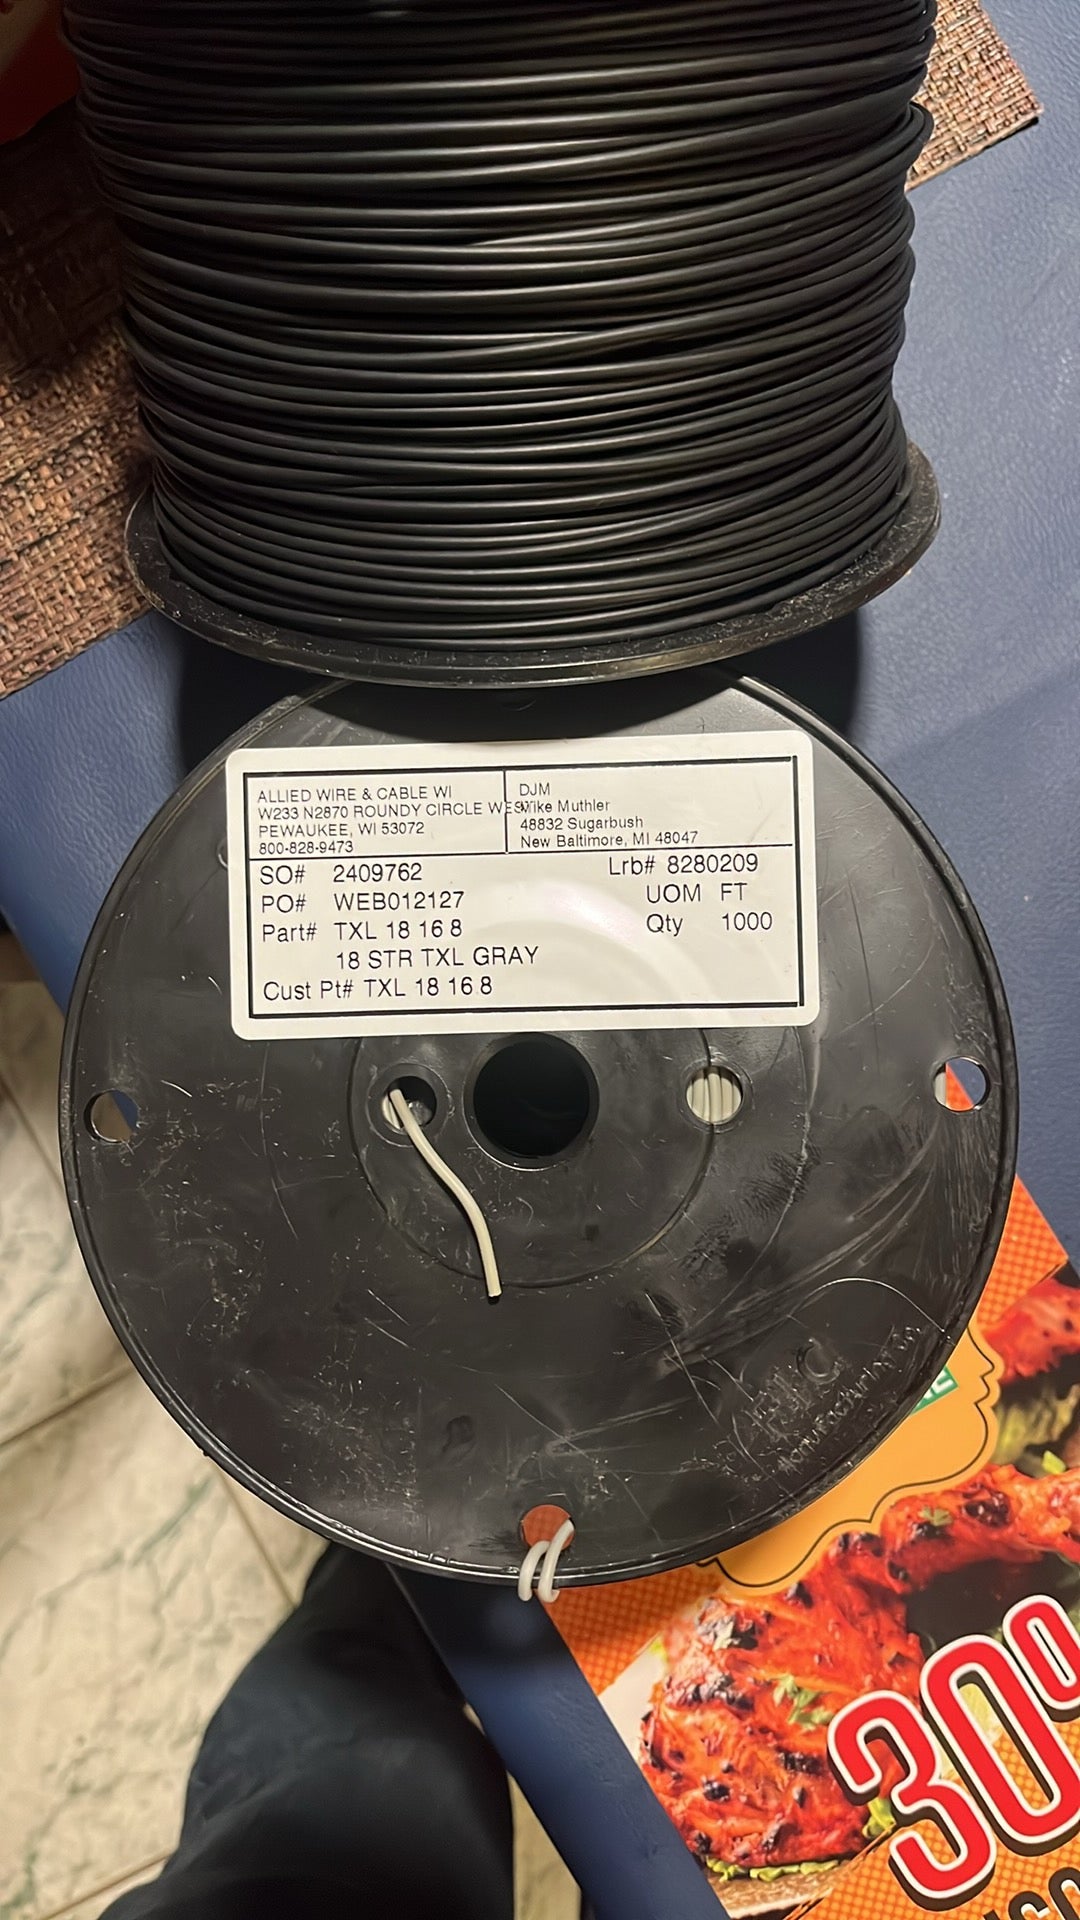 ALLIED WIRE & CABLE WI
W233 N2870 ROUNDY CIRCLE WEST
PEWAUKEE, WI 53072
800-828-9473
DJM
Mike Muthler
48832 Sugarbush
New Baltimore, MI 48047
SO# 2409762
Lrb# 8280209
PO# WEB012127
UOM FT
Part# TXL 18 16 8
Qty 1000
18 STR TXL GRAY
Cust Pt# TXL 18 16 8
Manufacturing Co.
30